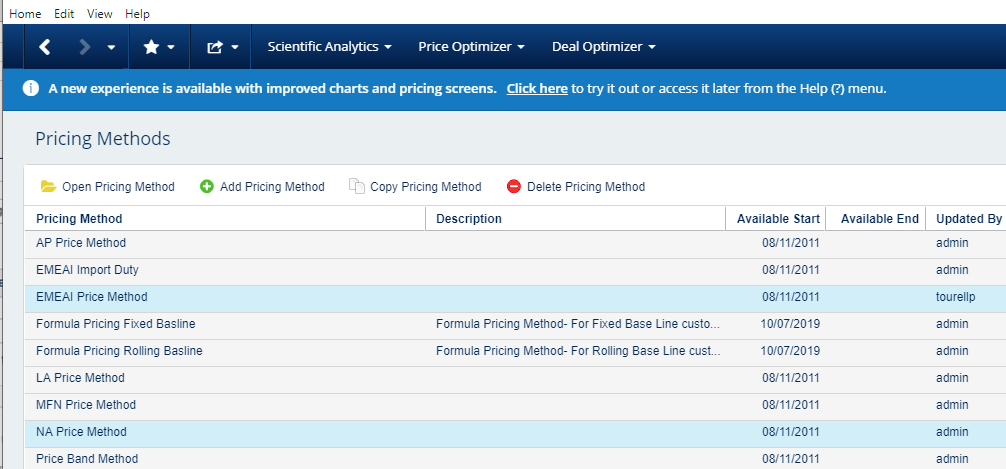 Home Edit View Help
Scientific Analytics Price Optimizer Deal Optimizer
A new experience is available with improved charts and pricing screens. Click here to try it out or access it later from the Help (?) menu.
Pricing Methods
Open Pricing Method Add Pricing Method Copy Pricing Method Delete Pricing Method
Pricing Method Description Available Start Available End Updated By
AP Price Method 08/11/2011 admin
EMEAI Import Duty 08/11/2011 admin
EMEAI Price Method 08/11/2011 tourellp
Formula Pricing Fixed Basline Formula Pricing Method- For Fixed Base Line custo... 10/07/2019 admin
Formula Pricing Rolling Basline Formula Pricing Method- For Rolling Base Line cust... 10/07/2019 admin
LA Price Method 08/11/2011 admin
MFN Price Method 08/11/2011 admin
NA Price Method 08/11/2011 admin
Price Band Method 08/11/2011 admin